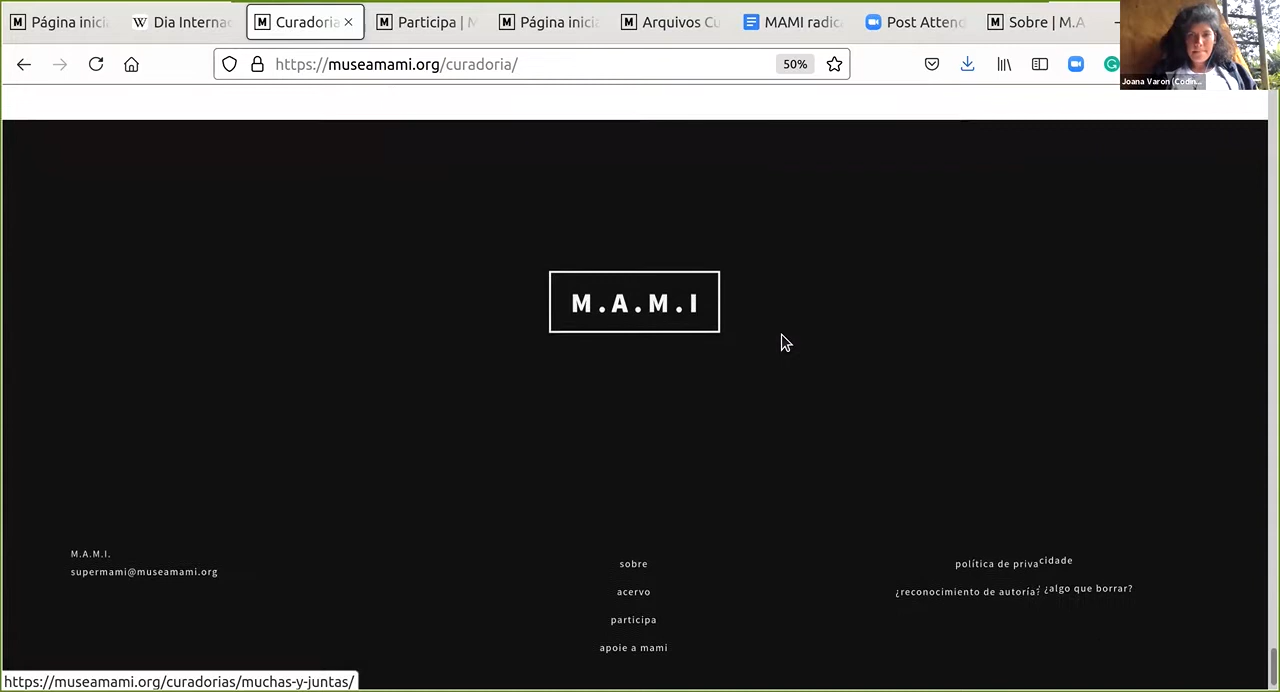 Página inici
Dia Interna
Curadoria
Participa | M
Página inici
Arquivos Cu
MAMI radic
Post Attend
Sobre | M.A
https://museamami.org/curadoria/
50%
Joana Varon (Codin...
M.A.M.I
M.A.M.I.
supermami@museamami.org
sobre
acervo
participa
apoie a mami
política de privacidade
¿reconocimiento de autoría? ¿algo que borrar?
https://museamami.org/curadorias/muchas-y-juntas/